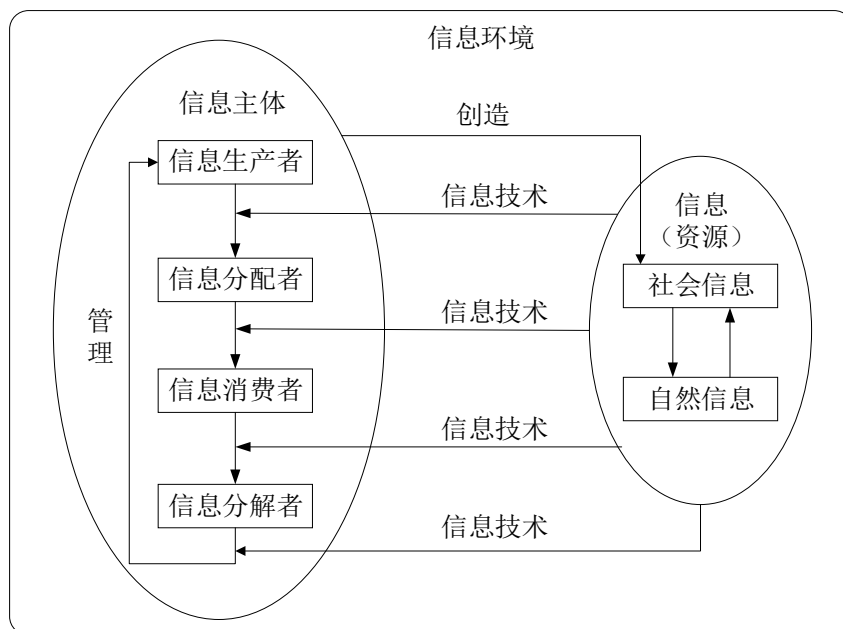 信息环境
信息主体
创造
信息生产者
信息技术
信息
（资源）
信息分配者
社会信息
管
理
信息技术
信息消费者
自然信息
信息技术
信息分解者
信息技术